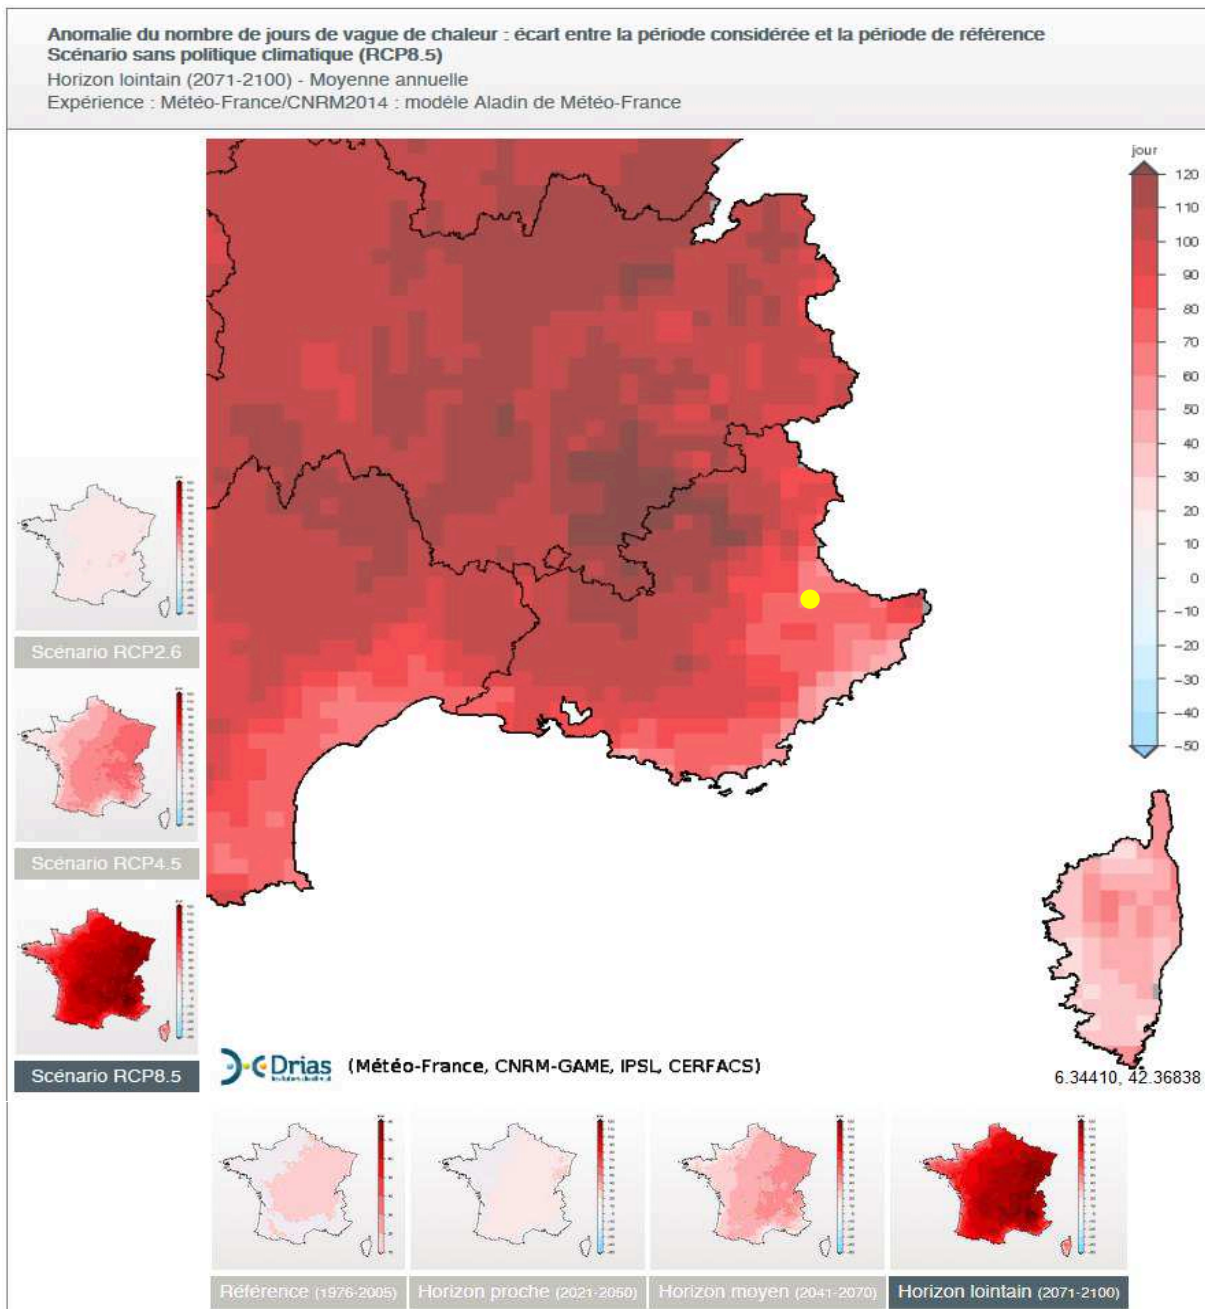 Anomalie du nombre de jours de vague de chaleur : écart entre la période considérée et la période de référence
Scénario sans politique climatique (RCP8.5)
Horizon lointain (2071-2100) - Moyenne annuelle
Expérience : Météo-France/CNRM2014 : modèle Aladin de Météo-France
jour
120
110
100
90
80
70
60
50
40
30
20
10
0
-10
-20
-30
-40
-50
Scénario RCP2.6
Scénario RCP4.5
Scénario RCP8.5
Drias (Météo-France, CNRM-GAME, IPSL, CERFACS)
6.34410, 42.36838
Référence (1976-2005) Horizon proche (2021-2050) Horizon moyen (2041-2070) Horizon lointain (2071-2100)